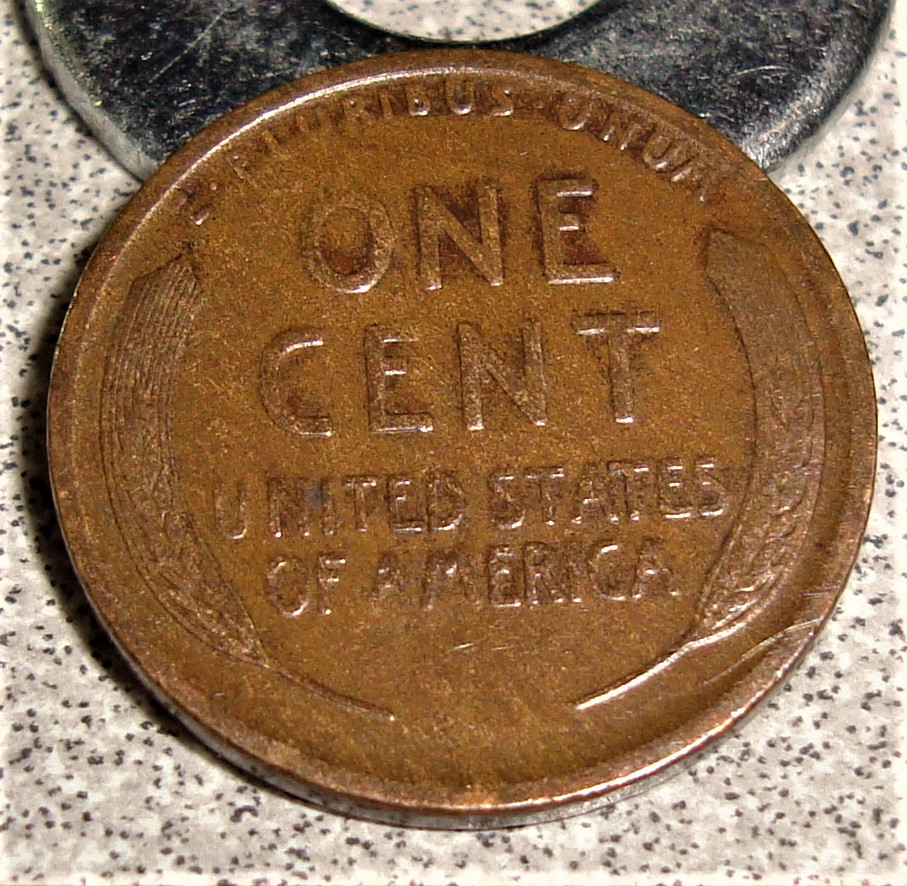 E · PLURIBUS · UNUM
ONE
CENT
UNITED STATES
OF AMERICA